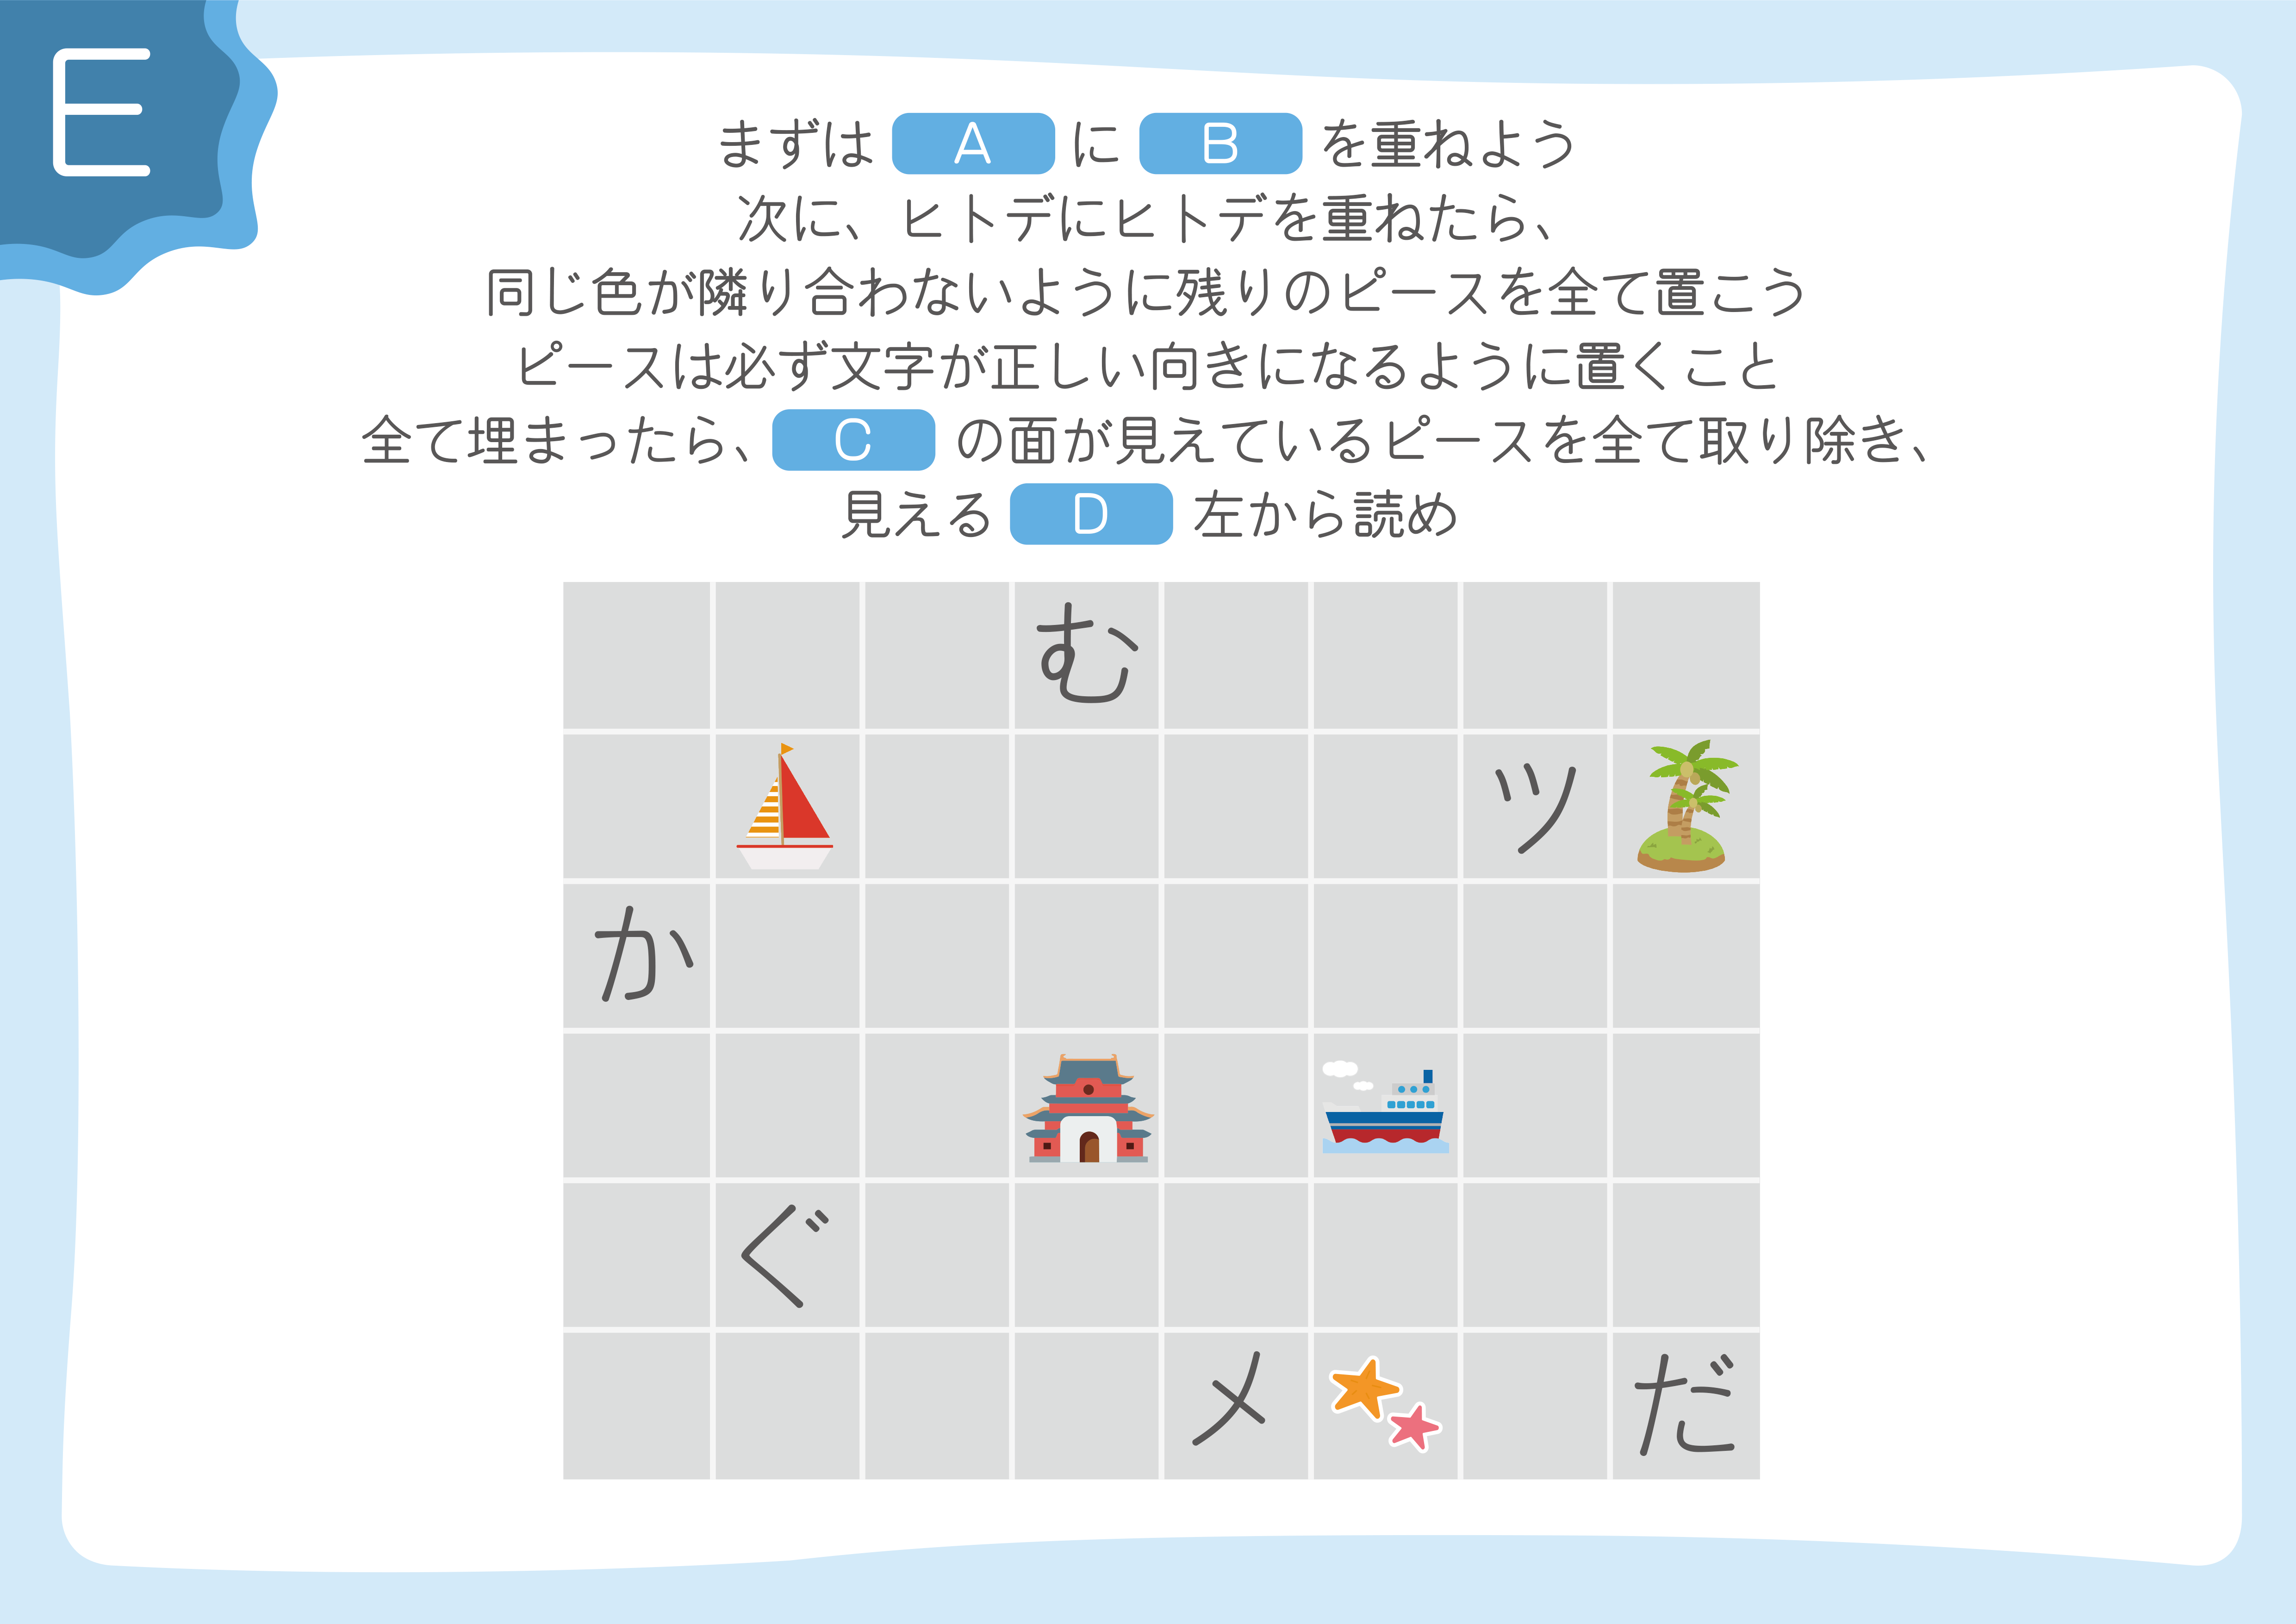 E
まずは A に B を重ねよう
次に、ヒトデにヒトデを重ねたら、
同じ色が隣り合わないように残りのピースを全て置こう
ピースは必ず文字が正しい向きになるように置くこと
全て埋まったら、 C の面が見えているピースを全て取り除き、
見える D 左から読め
む
ツ
か
ぐ
メ だ